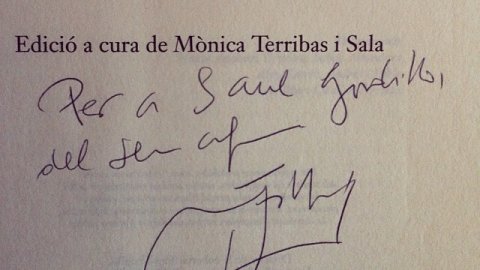 Edició a cura de Mònica Terribas i Sala
Per a Saul Gordillo,
del seu